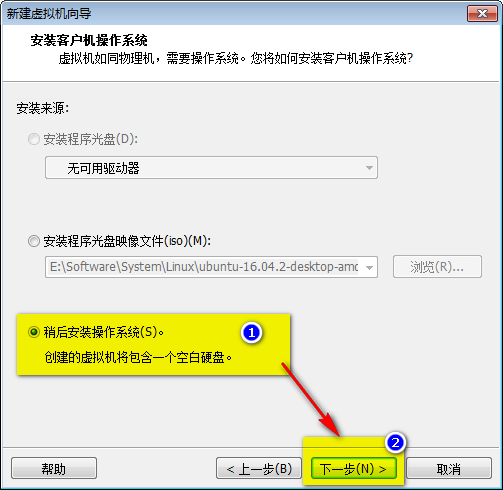 新建虚拟机向导
安装客户机操作系统
虚拟机如同物理机，需要操作系统。您将如何安装客户机操作系统?
安装来源:
安装程序光盘(D):
无可用驱动器
安装程序光盘映像文件(iso)(M):
E:\Software\System\Linux\ubuntu-16.04.2-desktop-amd
浏览(R)...
稍后安装操作系统(S)。
1
创建的虚拟机将包含一个空白硬盘。
2
帮助
< 上一步(B)
下一步(N) >
取消